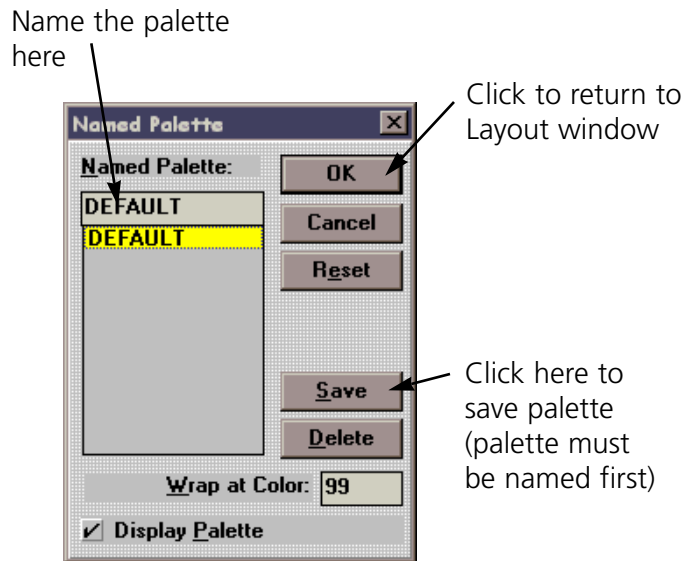 Name the palette
here
Click to return to
Layout window
Named Palette
Named Palette:
OK
DEFAULT
Cancel
DEFAULT
Reset
Click here to
save palette
(palette must
be named first)
Save
Delete
Wrap at Color: 99
Display Palette